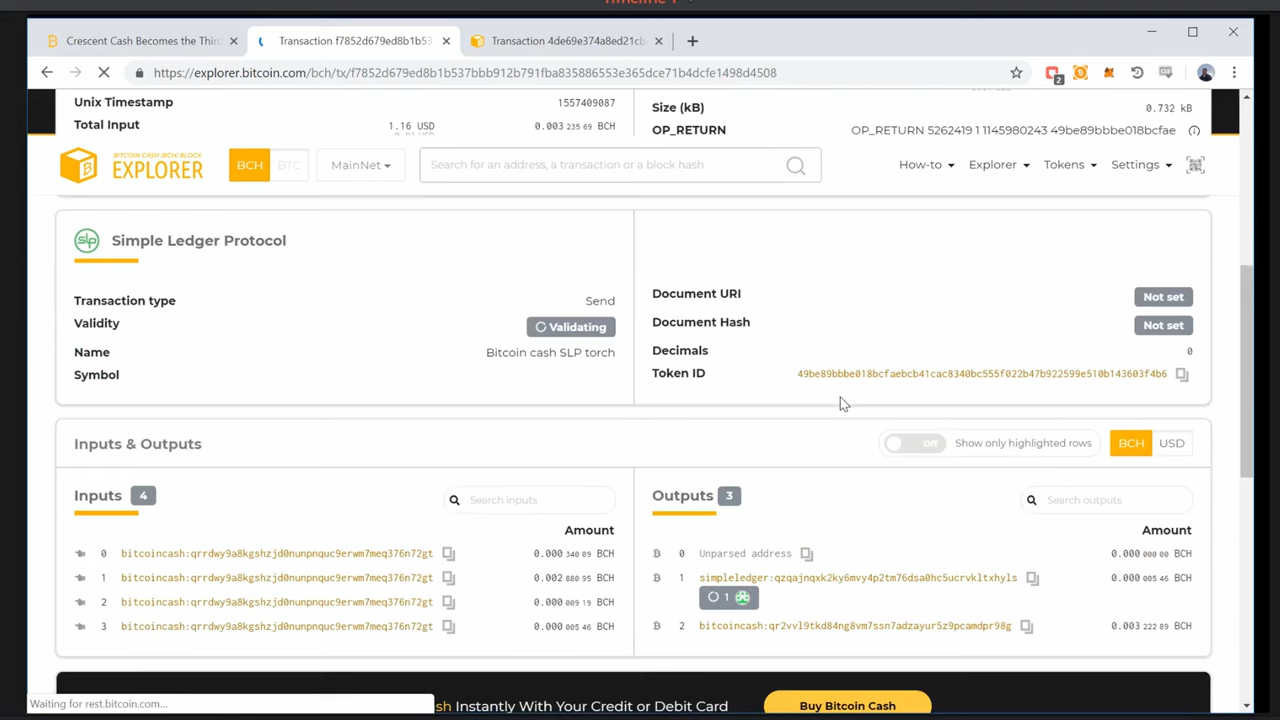 Crescent Cash Becomes the Third
Transaction f7852d679ed8b1b53
Transaction 4de69e374a8ed21cb
https://explorer.bitcoin.com/bch/tx/f7852d679ed8b1b537bbb912b791fba835886553e365dce71b4dcfe1498d4508
2
Unix Timestamp 1557409087
Total Input 1.16 USD 0.003 235 69 BCH
Size (kB) 0.732 kB
OP_RETURN OP_RETURN 5262419 1 1145980243 49be89bbbe018bcfae
BITCOIN CASH (BCH) BLOCK
EXPLORER
BCH BTC
MainNet
Search for an address, a transaction or a block hash
How-to Explorer Tokens Settings
slp Simple Ledger Protocol
Transaction type Send
Validity Validating
Name Bitcoin cash SLP torch
Symbol
Document URI Not set
Document Hash Not set
Decimals 0
Token ID 49be89bbbe018bcfaebcb41cac8340bc555f022b47b922599e510b143603f4b6
Inputs & Outputs
Off Show only highlighted rows BCH USD
Inputs 4 Search inputs
Amount
0 bitcoincash:qrrdwy9a8kgshzjd0nunpnquc9erwm7meq376n72gt 0.000 340 09 BCH
1 bitcoincash:qrrdwy9a8kgshzjd0nunpnquc9erwm7meq376n72gt 0.002 880 95 BCH
2 bitcoincash:qrrdwy9a8kgshzjd0nunpnquc9erwm7meq376n72gt 0.000 009 19 BCH
3 bitcoincash:qrrdwy9a8kgshzjd0nunpnquc9erwm7meq376n72gt 0.000 005 46 BCH
Outputs 3 Search outputs
Amount
0 Unparsed address 0.000 000 00 BCH
1 simpleledger:qzqajnqxk2ky6mvy4p2tm76dsa0hc5ucrvkltxhyls 0.000 005 46 BCH
1
2 bitcoincash:qr2vvl9tkd84ng8vm7ssn7adzayur5z9pcamdpr98g 0.003 222 89 BCH
Waiting for rest.bitcoin.com...
sh Instantly With Your Credit or Debit Card
Buy Bitcoin Cash